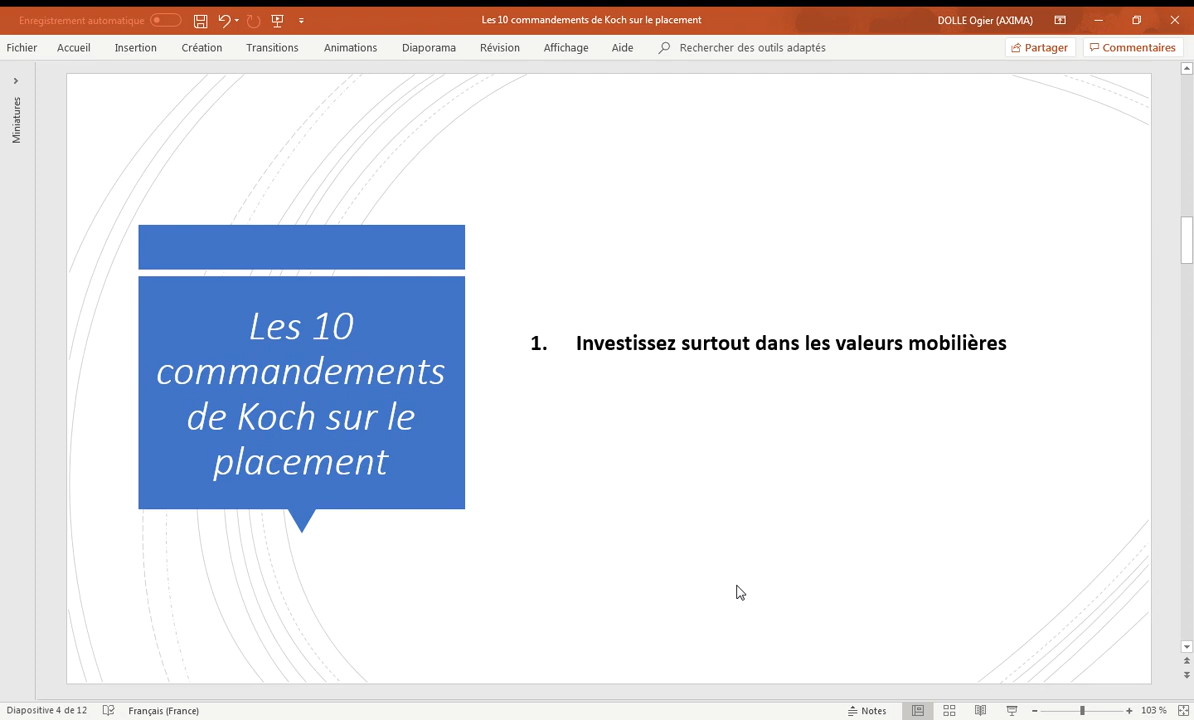 Enregistrement automatique
Les 10 commandements de Koch sur le placement
DOLLE Ogier (AXIMA)
Fichier Accueil Insertion Création Transitions Animations Diaporama Révision Affichage Aide Rechercher des outils adaptés Partager Commentaires
Miniatures
Les 10
commandements
de Koch sur le
placement
1. Investissez surtout dans les valeurs mobilières
Diapositive 4 de 12 Français (France) Notes 103 %